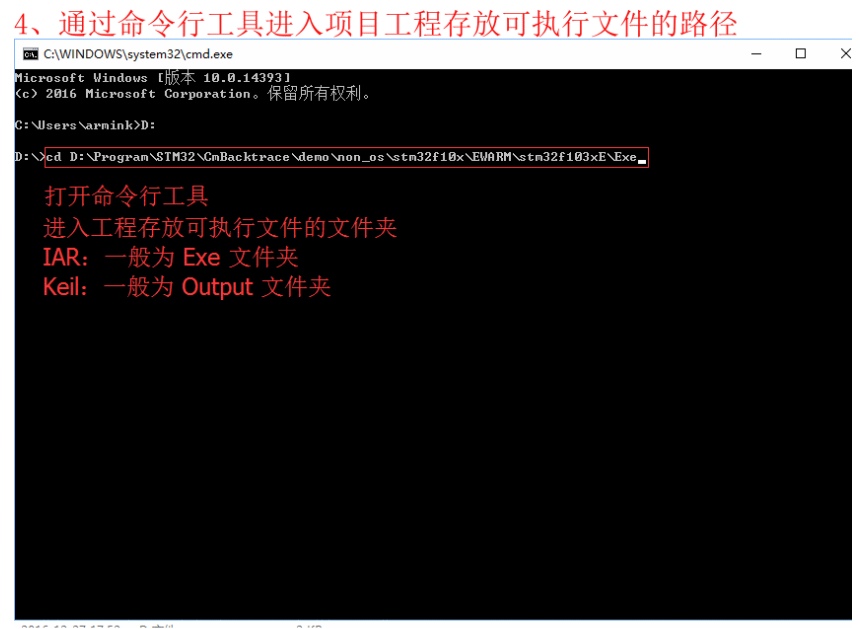 4、通过命令行工具进入项目工程存放可执行文件的路径
C:\WINDOWS\system32\cmd.exe
Microsoft Windows [版本 10.0.14393]
(c) 2016 Microsoft Corporation。保留所有权利。
C:\Users\armink>D:
D:\>cd D:\Program\STM32\CmBacktrace\demo\non_os\stm32f10x\EWARM\stm32f103xE\Exe
打开命令行工具
进入工程存放可执行文件的文件夹
IAR：一般为 Exe 文件夹
Keil：一般为 Output 文件夹